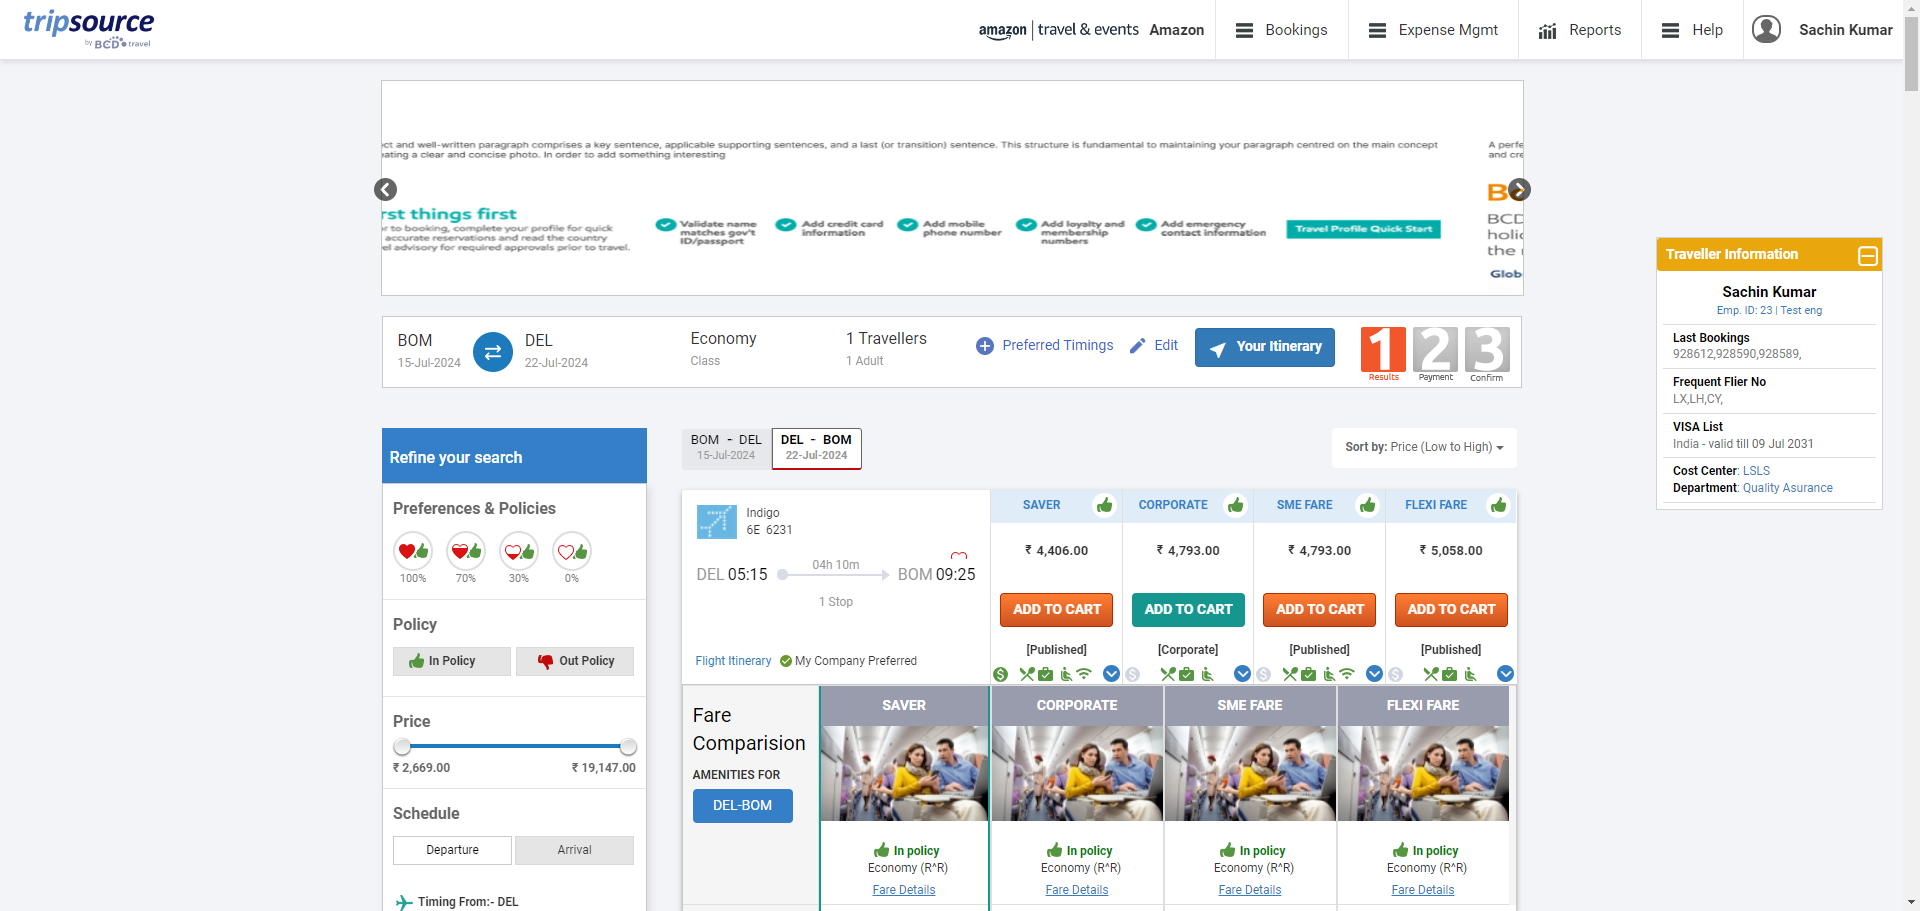 tripsource
by BCD travel
amazon travel & events Amazon
Bookings
Expense Mgmt
Reports
Help
Sachin Kumar
ct and well-written paragraph comprises a key sentence, applicable supporting sentences, and a last (or transition) sentence. This structure is fundamental to maintaining your paragraph centred on the main concept
ating a clear and concise photo. In order to add something interesting
A perfe
and cre
rst things first
r to booking, complete your profile for quick
accurate reservations and read the country
el advisory for required approvals prior to travel.
Validate name
matches gov't
ID/passport
Add credit card
information
Add mobile
phone number
Add loyalty and
membership
numbers
Add emergency
contact information
Travel Profile Quick Start
BCD
holic
the
Glob
BOM
15-Jul-2024
DEL
22-Jul-2024
Economy
Class
1 Travellers
1 Adult
Preferred Timings
Edit
Your Itinerary
1 2 3
Results Payment Confirm
Traveller Information
Sachin Kumar
Emp. ID: 23 | Test eng
Last Bookings
928612,928590,928589,
Frequent Flier No
LX,LH,CY,
VISA List
India - valid till 09 Jul 2031
Cost Center: LSLS
Department: Quality Asurance
Refine your search
Preferences & Policies
100% 70% 30% 0%
Policy
In Policy Out Policy
Price
₹ 2,669.00 ₹ 19,147.00
Schedule
Departure Arrival
Timing From:- DEL
BOM - DEL
15-Jul-2024
DEL - BOM
22-Jul-2024
Sort by: Price (Low to High)
Indigo
6E 6231
DEL 05:15
04h 10m
BOM 09:25
1 Stop
Flight Itinerary My Company Preferred
SAVER CORPORATE SME FARE FLEXI FARE
₹ 4,406.00 ₹ 4,793.00 ₹ 4,793.00 ₹ 5,058.00
ADD TO CART ADD TO CART ADD TO CART ADD TO CART
[Published] [Corporate] [Published] [Published]
Fare
Comparision
AMENITIES FOR
DEL-BOM
SAVER CORPORATE SME FARE FLEXI FARE
In policy In policy In policy In policy
Economy (R^R) Economy (R^R) Economy (R^R) Economy (R^R)
Fare Details Fare Details Fare Details Fare Details